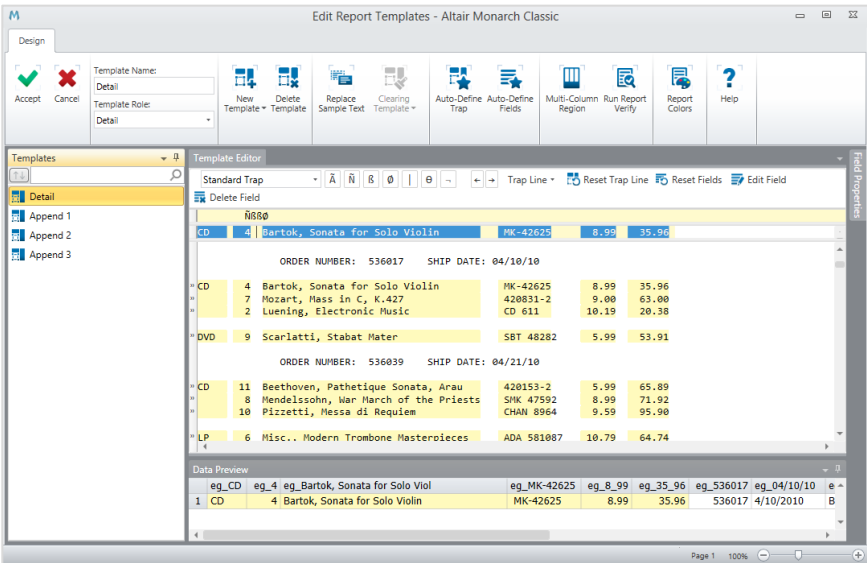 M Edit Report Templates - Altair Monarch Classic
Design
Template Name:
Detail
Template Role:
Detail
Accept Cancel New Template Delete Template Replace Sample Text Clearing Template Auto-Define Trap Auto-Define Fields Multi-Column Region Run Report Verify Report Colors Help
Templates
Detail
Append 1
Append 2
Append 3
Template Editor
Field Properties
Standard Trap Ã Ñ ß Ø | ɵ ¬ ← → Trap Line Reset Trap Line Reset Fields Edit Field
Delete Field
ÑßßØ
CD 4 Bartok, Sonata for Solo Violin MK-42625 8.99 35.96
ORDER NUMBER: 536017 SHIP DATE: 04/10/10
» CD 4 Bartok, Sonata for Solo Violin MK-42625 8.99 35.96
» 7 Mozart, Mass in C, K.427 420831-2 9.00 63.00
» 2 Luening, Electronic Music CD 611 10.19 20.38
» DVD 9 Scarlatti, Stabat Mater SBT 48282 5.99 53.91
ORDER NUMBER: 536039 SHIP DATE: 04/21/10
» CD 11 Beethoven, Pathetique Sonata, Arau 420153-2 5.99 65.89
» 8 Mendelssohn, War March of the Priests SMK 47592 8.99 71.92
» 10 Pizzetti, Messa di Requiem CHAN 8964 9.59 95.90
» LP 6 Misc., Modern Trombone Masterpieces ADA 581087 10.79 64.74
Data Preview
eg_CD eg_4 eg_Bartok, Sonata for Solo Viol eg_MK-42625 eg_8_99 eg_35_96 eg_536017 eg_04/10/10 e
1 CD 4 Bartok, Sonata for Solo Violin MK-42625 8.99 35.96 536017 4/10/2010 B
Page 1 100%